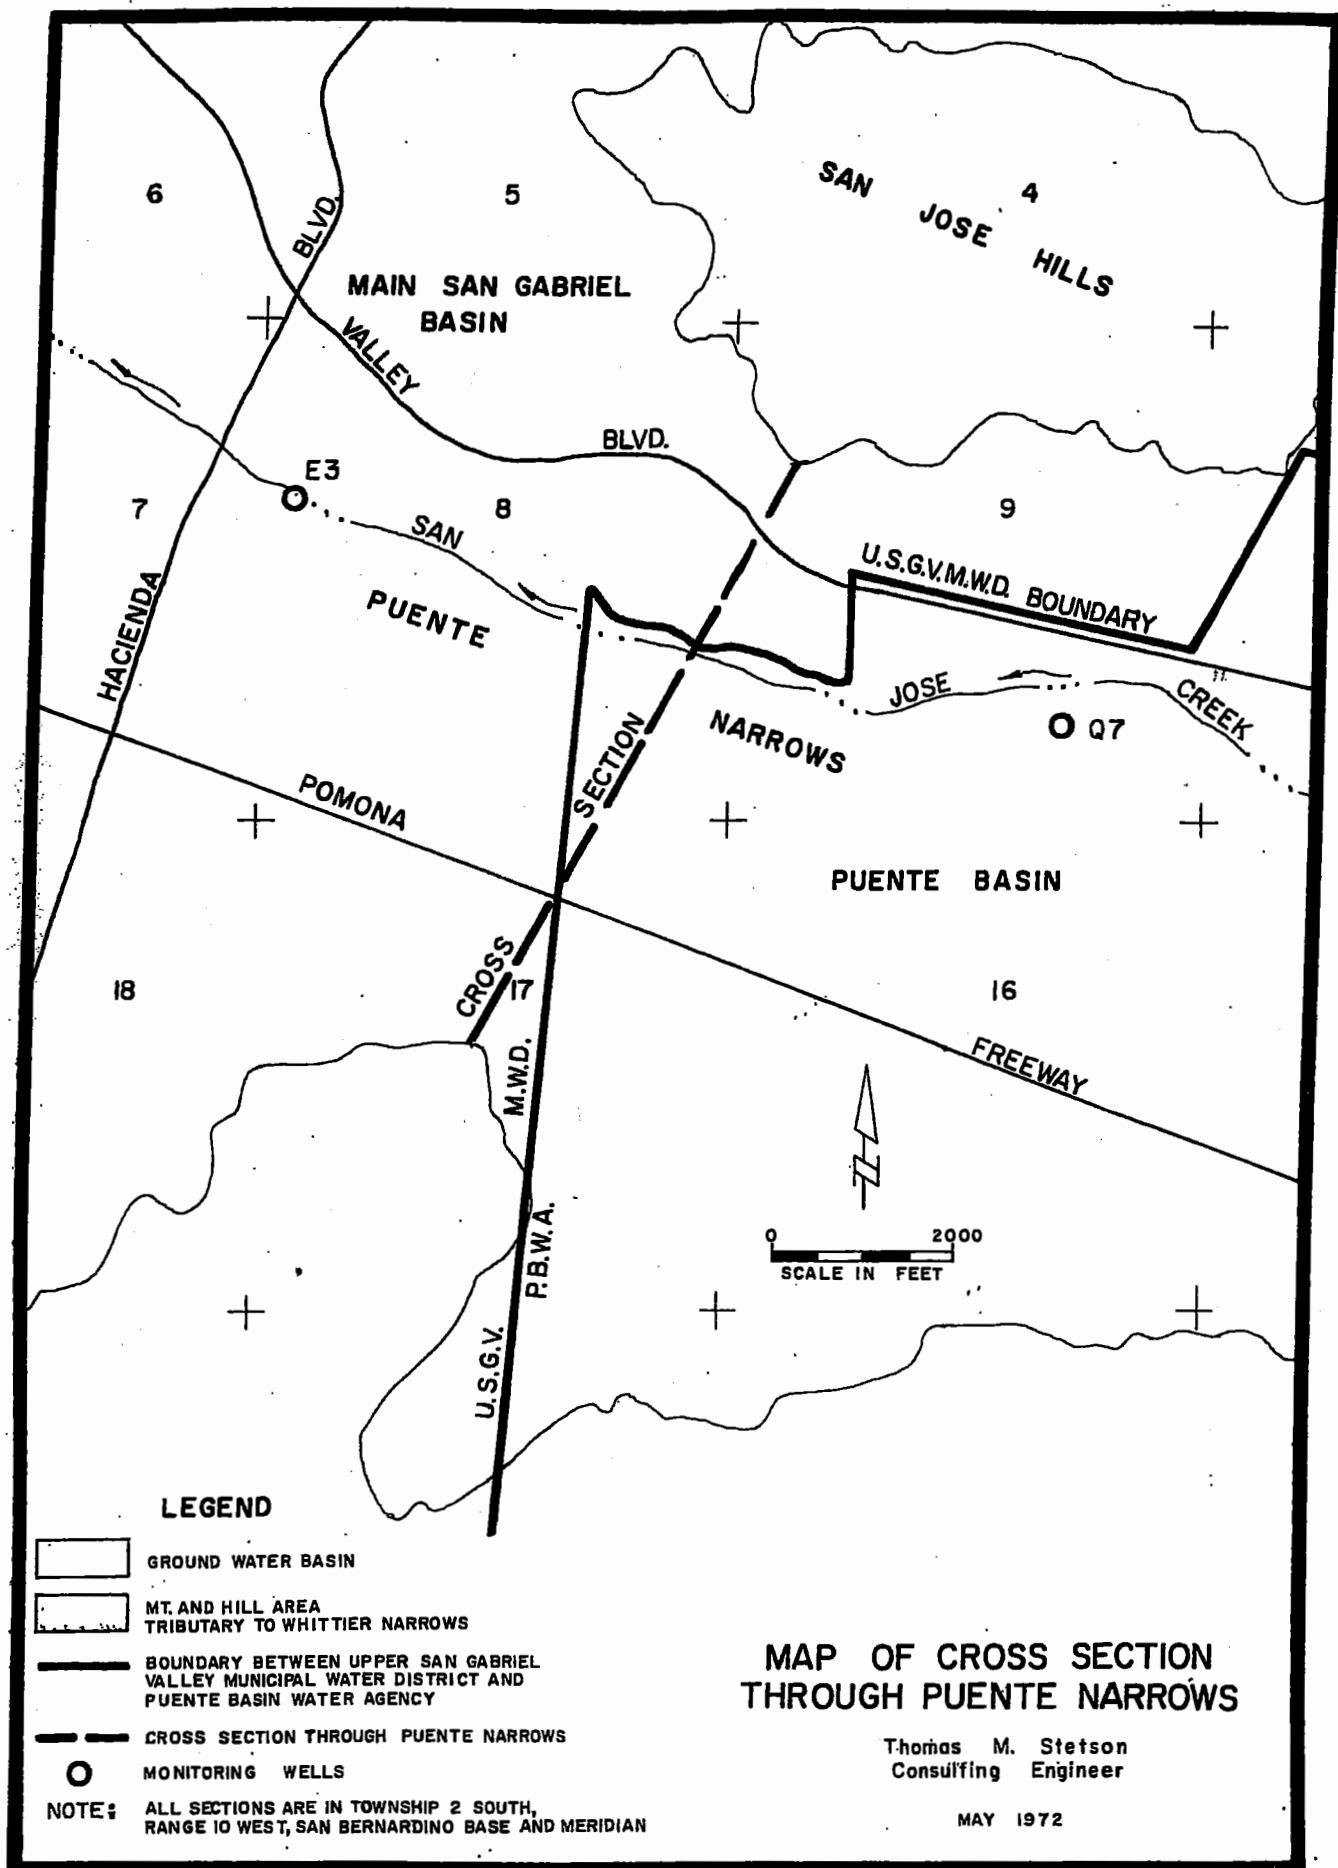 6
5
4
SAN JOSE HILLS
BLVD.
MAIN SAN GABRIEL
BASIN
VALLEY
BLVD.
E3
7
8
9
SAN
U.S.G.V.M.W.D. BOUNDARY
PUENTE
HACIENDA
JOSE
CREEK
NARROWS
Q7
SECTION
POMONA
PUENTE BASIN
CROSS
18
17
16
M.W.D.
FREEWAY
P.B.W.A.
0 2000
SCALE IN FEET
U.S.G.V.
LEGEND
GROUND WATER BASIN
MT. AND HILL AREA
TRIBUTARY TO WHITTIER NARROWS
BOUNDARY BETWEEN UPPER SAN GABRIEL
VALLEY MUNICIPAL WATER DISTRICT AND
PUENTE BASIN WATER AGENCY
CROSS SECTION THROUGH PUENTE NARROWS
MONITORING WELLS
NOTE: ALL SECTIONS ARE IN TOWNSHIP 2 SOUTH,
RANGE 10 WEST, SAN BERNARDINO BASE AND MERIDIAN
MAP OF CROSS SECTION
THROUGH PUENTE NARROWS
Thomas M. Stetson
Consulting Engineer
MAY 1972